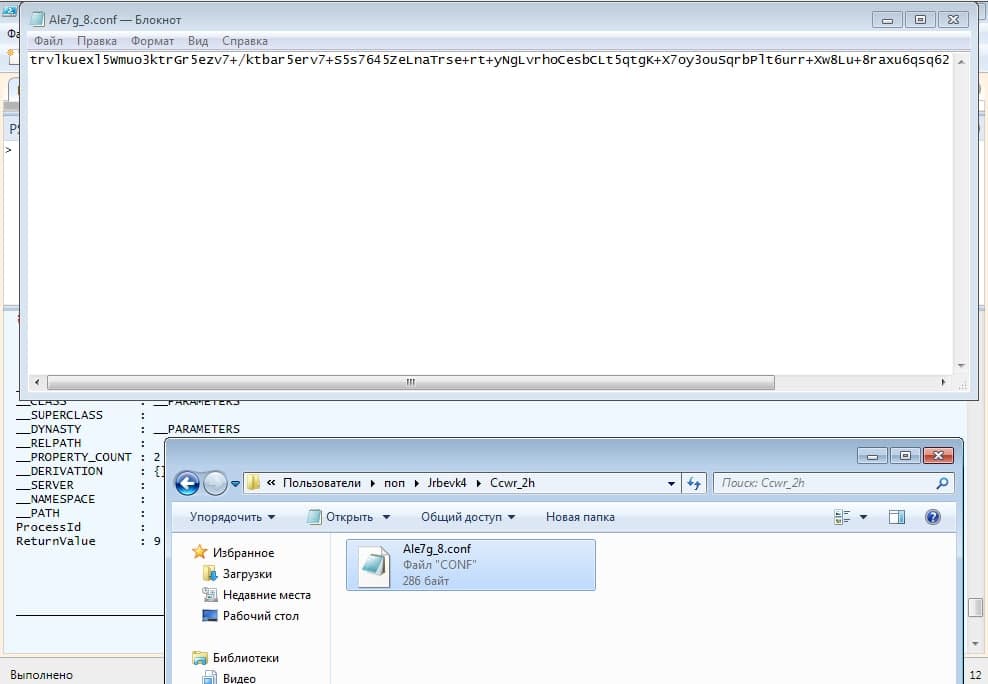 Ale7g_8.conf — Блокнот
Файл Правка Формат Вид Справка
trvlkuexl5Wmuo3ktrGr5ezv7+/ktbar5erv7+S5s7645ZeLnaTrse+rt+yNgLvrhoCesbCLt5qtgK+X7oy3ouSqrbPlt6urr+Xw8Lu+8raxu6qsq62
>
__CLASS : __PARAMETERS
__SUPERCLASS :
__DYNASTY : __PARAMETERS
__RELPATH :
__PROPERTY_COUNT : 2
__DERIVATION : {}
__SERVER :
__NAMESPACE :
__PATH :
ProcessId :
ReturnValue : 9
Выполнено
12
« Пользователи поп Jrbevk4 Ccwr_2h
Поиск: Ccwr_2h
Упорядочить Открыть Общий доступ Новая папка
Избранное
Загрузки
Недавние места
Рабочий стол
Библиотеки
Видео
Ale7g_8.conf
Файл "CONF"
286 байт